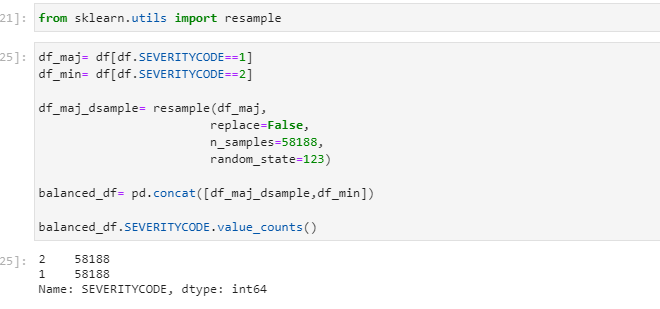 21]: from sklearn.utils import resample
25]: df_maj= df[df.SEVERITYCODE==1]
df_min= df[df.SEVERITYCODE==2]
df_maj_dsample= resample(df_maj,
replace=False,
n_samples=58188,
random_state=123)
balanced_df= pd.concat([df_maj_dsample,df_min])
balanced_df.SEVERITYCODE.value_counts()
25]: 2    58188
1    58188
Name: SEVERITYCODE, dtype: int64